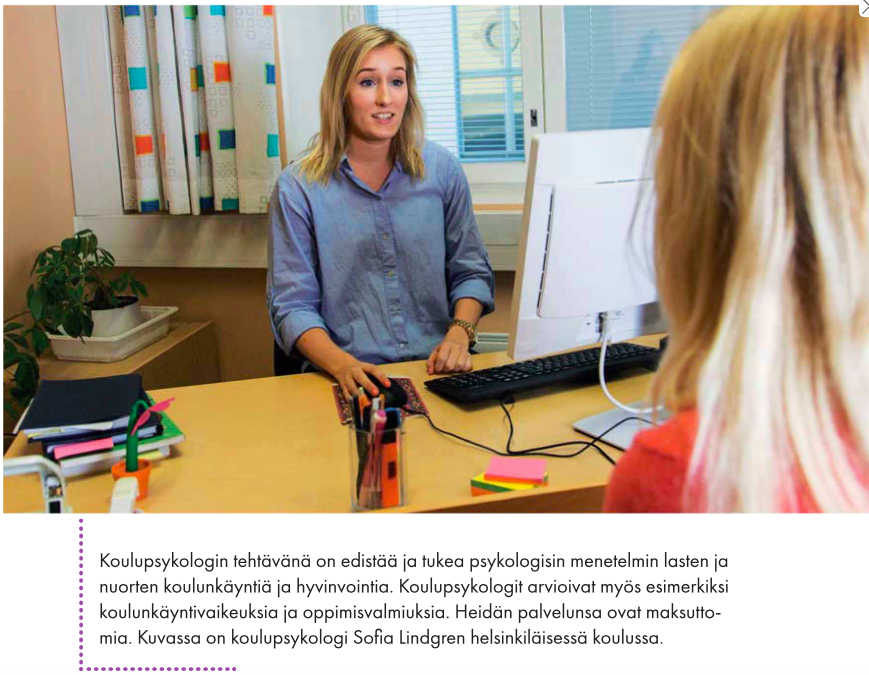 Koulupsykologin tehtävänä on edistää ja tukea psykologisin menetelmin lasten ja
nuorten koulunkäyntiä ja hyvinvointia. Koulupsykologit arvioivat myös esimerkiksi
koulunkäyntivaikeuksia ja oppimisvalmiuksia. Heidän palvelunsa ovat maksutto-
mia. Kuvassa on koulupsykologi Sofia Lindgren helsinkiläisessä koulussa.